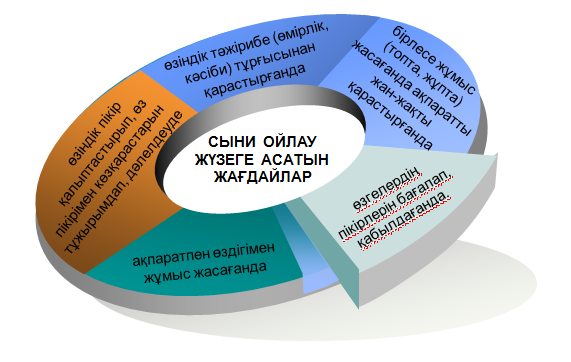 өзіндік тәжірибе (өмірлік,
кәсіби) тұрғысынан
қарастырғанда
бірлесе жұмыс
(топта, жұпта)
жасағанда ақпаратты
жан-жақты
қарастырғанда
өзіндік пікір
қалыптастырып, өз
пікірімен көзқарастарын
тұжырымдап, дәлелдеуде
СЫНИ ОЙЛАУ
ЖҮЗЕГЕ АСАТЫН
ЖАҒДАЙЛАР
өзгелердің
пікірлерін бағалап,
қабылдағанда,
ақпаратпен өздігімен
жұмыс жасағанда